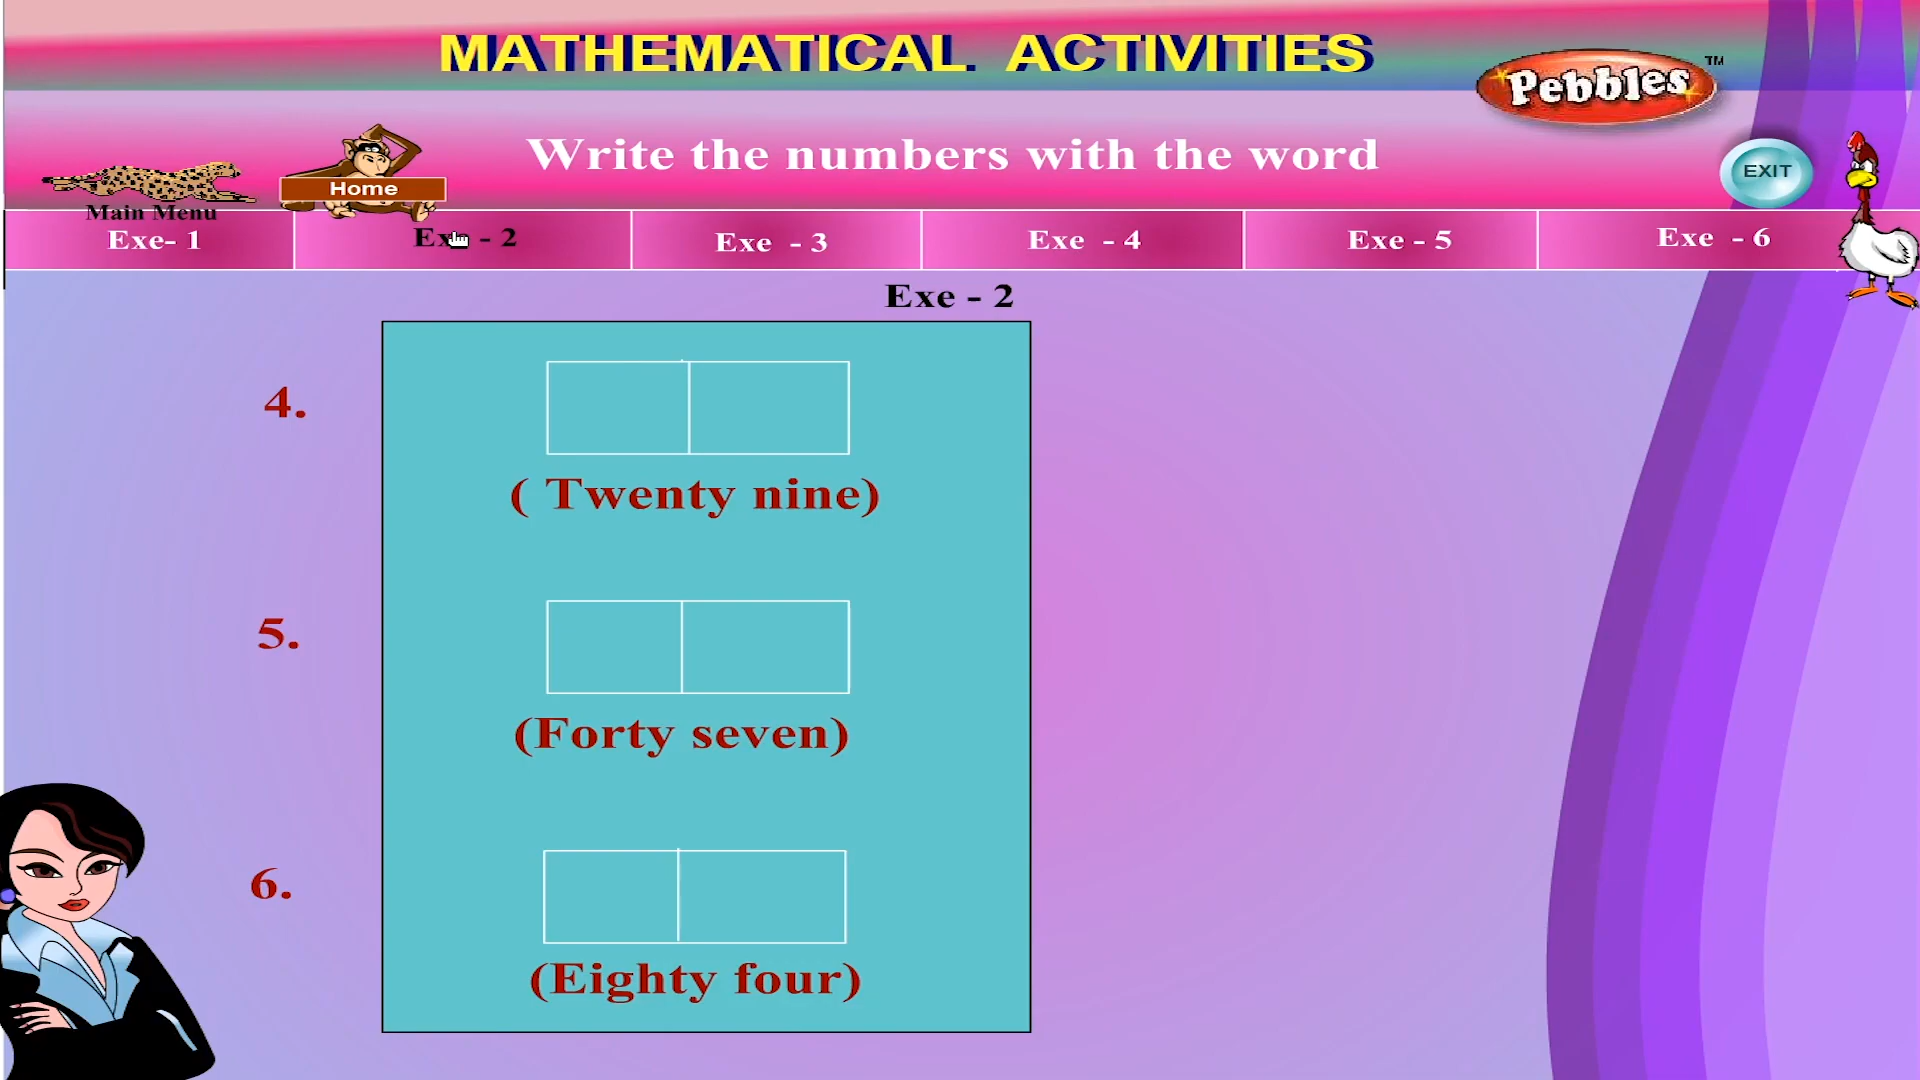 MATHEMATICAL ACTIVITIES
Pebbles TM
Write the numbers with the word
EXIT
Home
Main Menu
Exe- 1
Exe - 2
Exe - 3
Exe - 4
Exe - 5
Exe - 6
Exe - 2
4.
( Twenty nine)
5.
(Forty seven)
6.
(Eighty four)